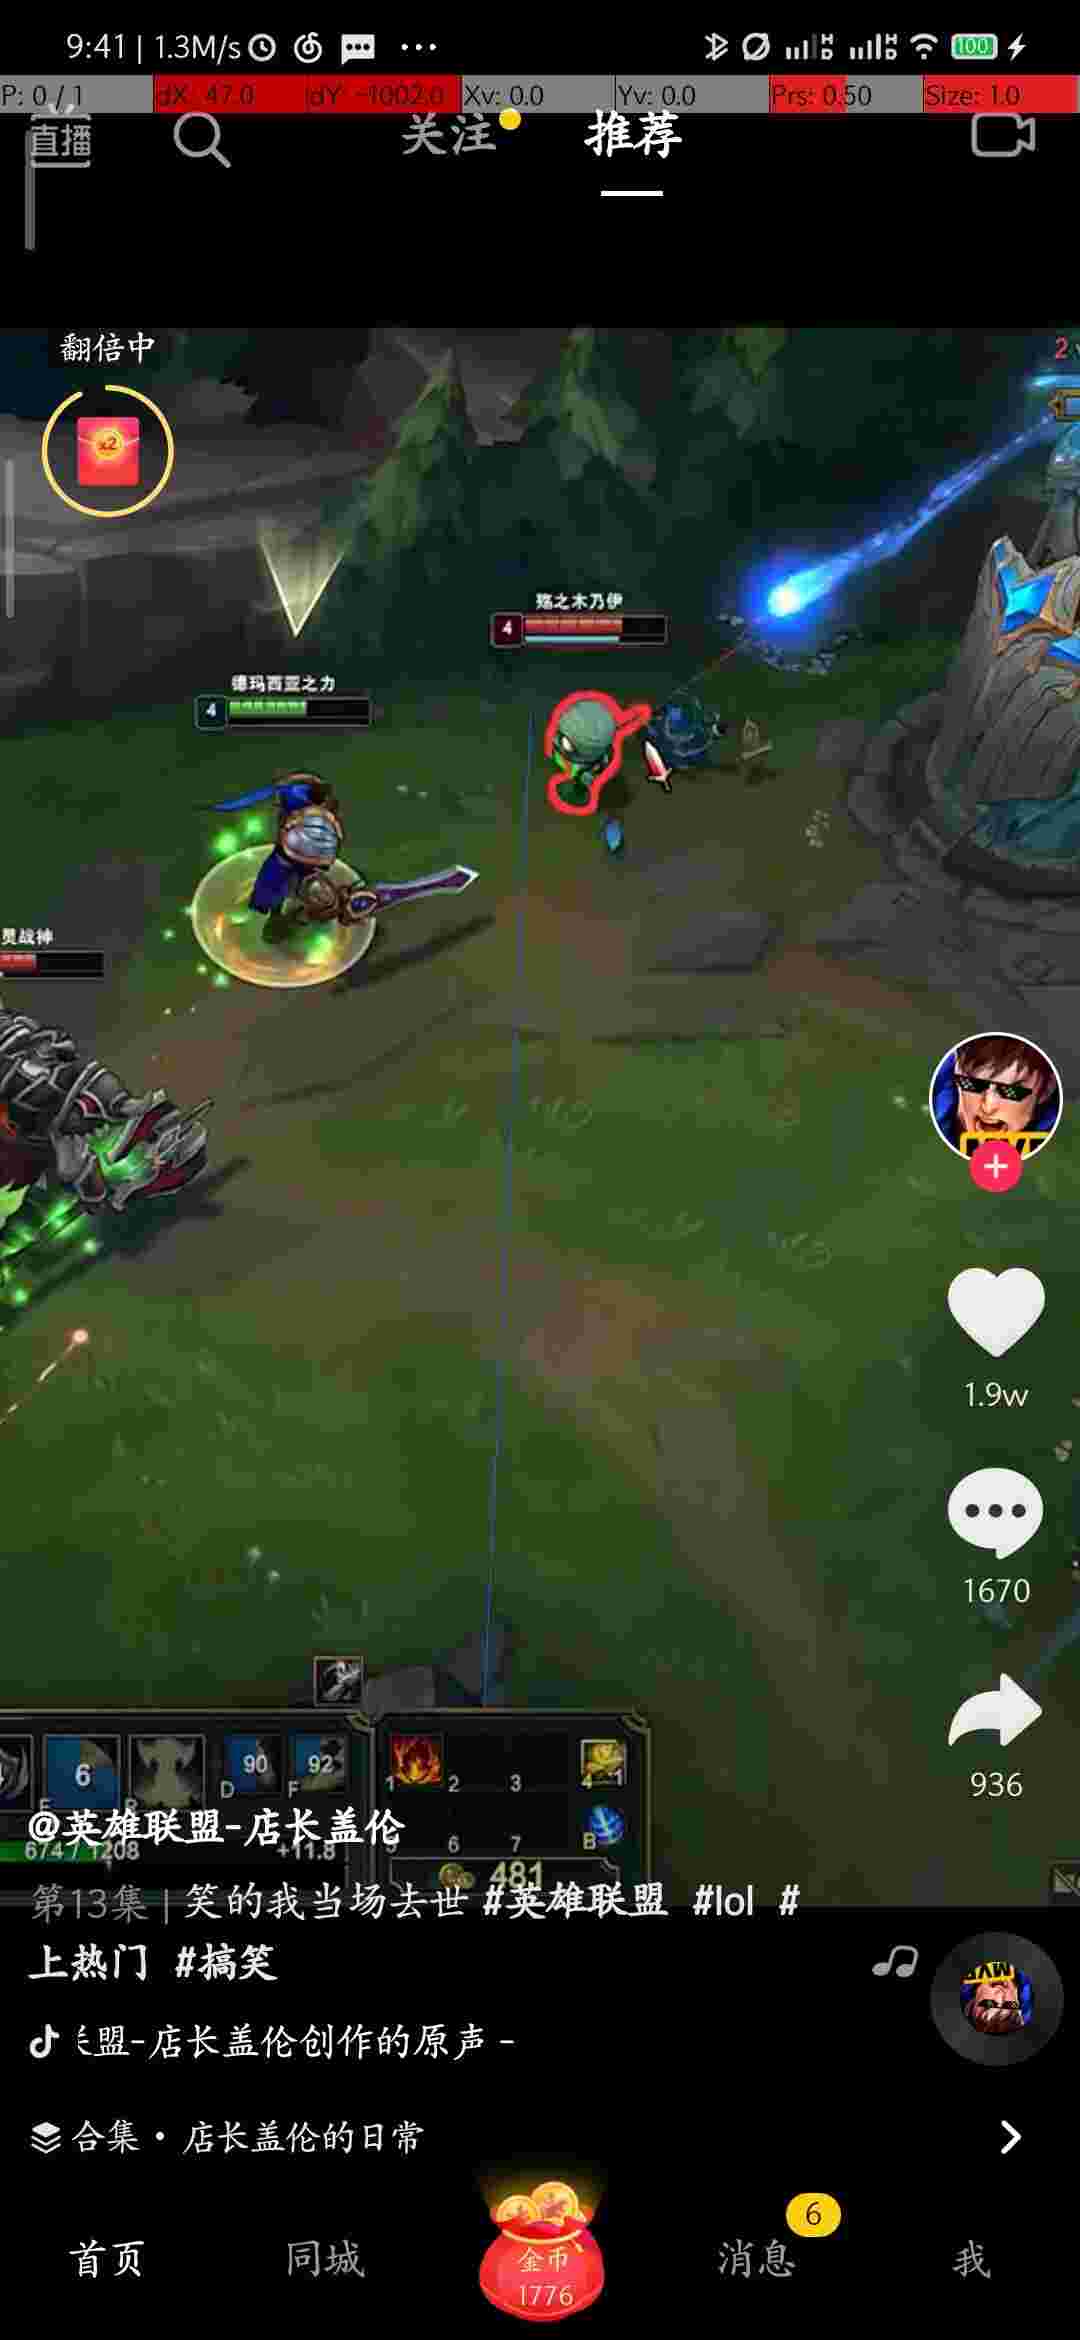 9:41 | 1.3M/s
100
P: 0 / 1
dX: 47.0
dY: -1002.0
Xv: 0.0
Yv: 0.0
Prs: 0.50
Size: 1.0
直播
关注
推荐
翻倍中
x2
2 v
殇之木乃伊
4
德玛西亚之力
4
灵战神
1.9w
1670
936
6
90
92
E
R
D
F
1
2
3
4
1
5
6
7
B
674 / 1208
+11.8
481
@英雄联盟-店长盖伦
第13集 | 笑的我当场去世 #英雄联盟 #lol #
上热门 #搞笑
联盟-店长盖伦创作的原声 -
合集 • 店长盖伦的日常
首页
同城
金币
1776
消息
6
我